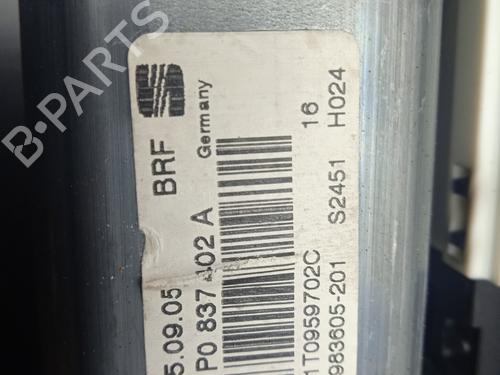 B-PARTS
5.09.05 BRF
Germany
P0 837 402 A
16
1T0959702C
983605-201 S2451 H024